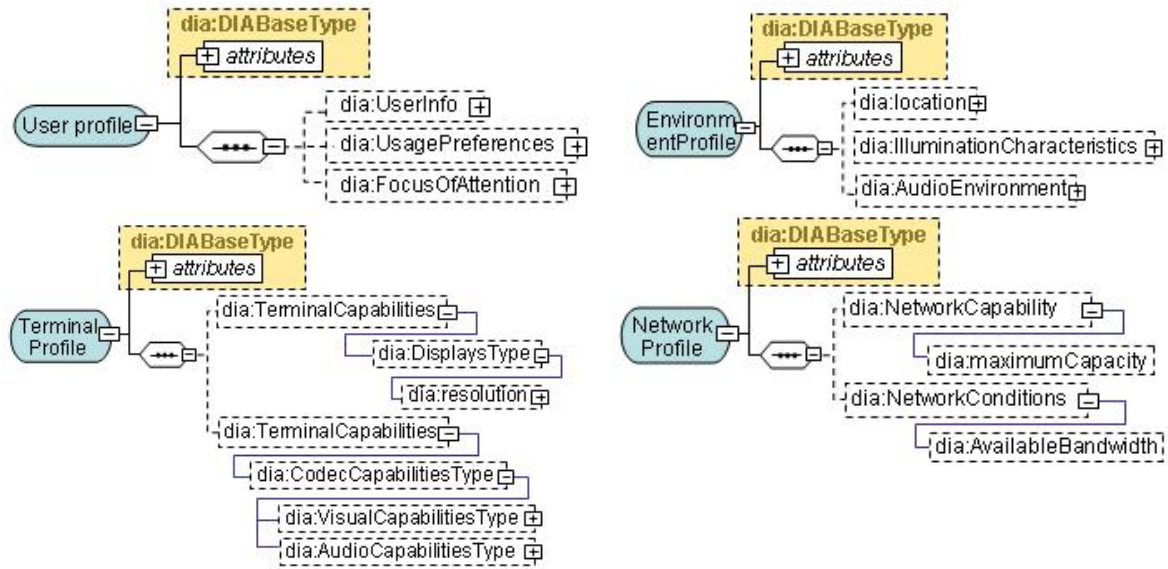 dia:DIABaseType
attributes
User profile
dia:UserInfo
dia:UsagePreferences
dia:FocusOfAttention
dia:DIABaseType
attributes
Environm
entProfile
dia:location
dia:IlluminationCharacteristics
dia:AudioEnvironment
dia:DIABaseType
attributes
Terminal
Profile
dia:TerminalCapabilities
dia:DisplaysType
dia:resolution
dia:TerminalCapabilities
dia:CodecCapabilitiesType
dia:VisualCapabilitiesType
dia:AudioCapabilitiesType
dia:DIABaseType
attributes
Network
Profile
dia:NetworkCapability
dia:maximumCapacity
dia:NetworkConditions
dia:AvailableBandwidth